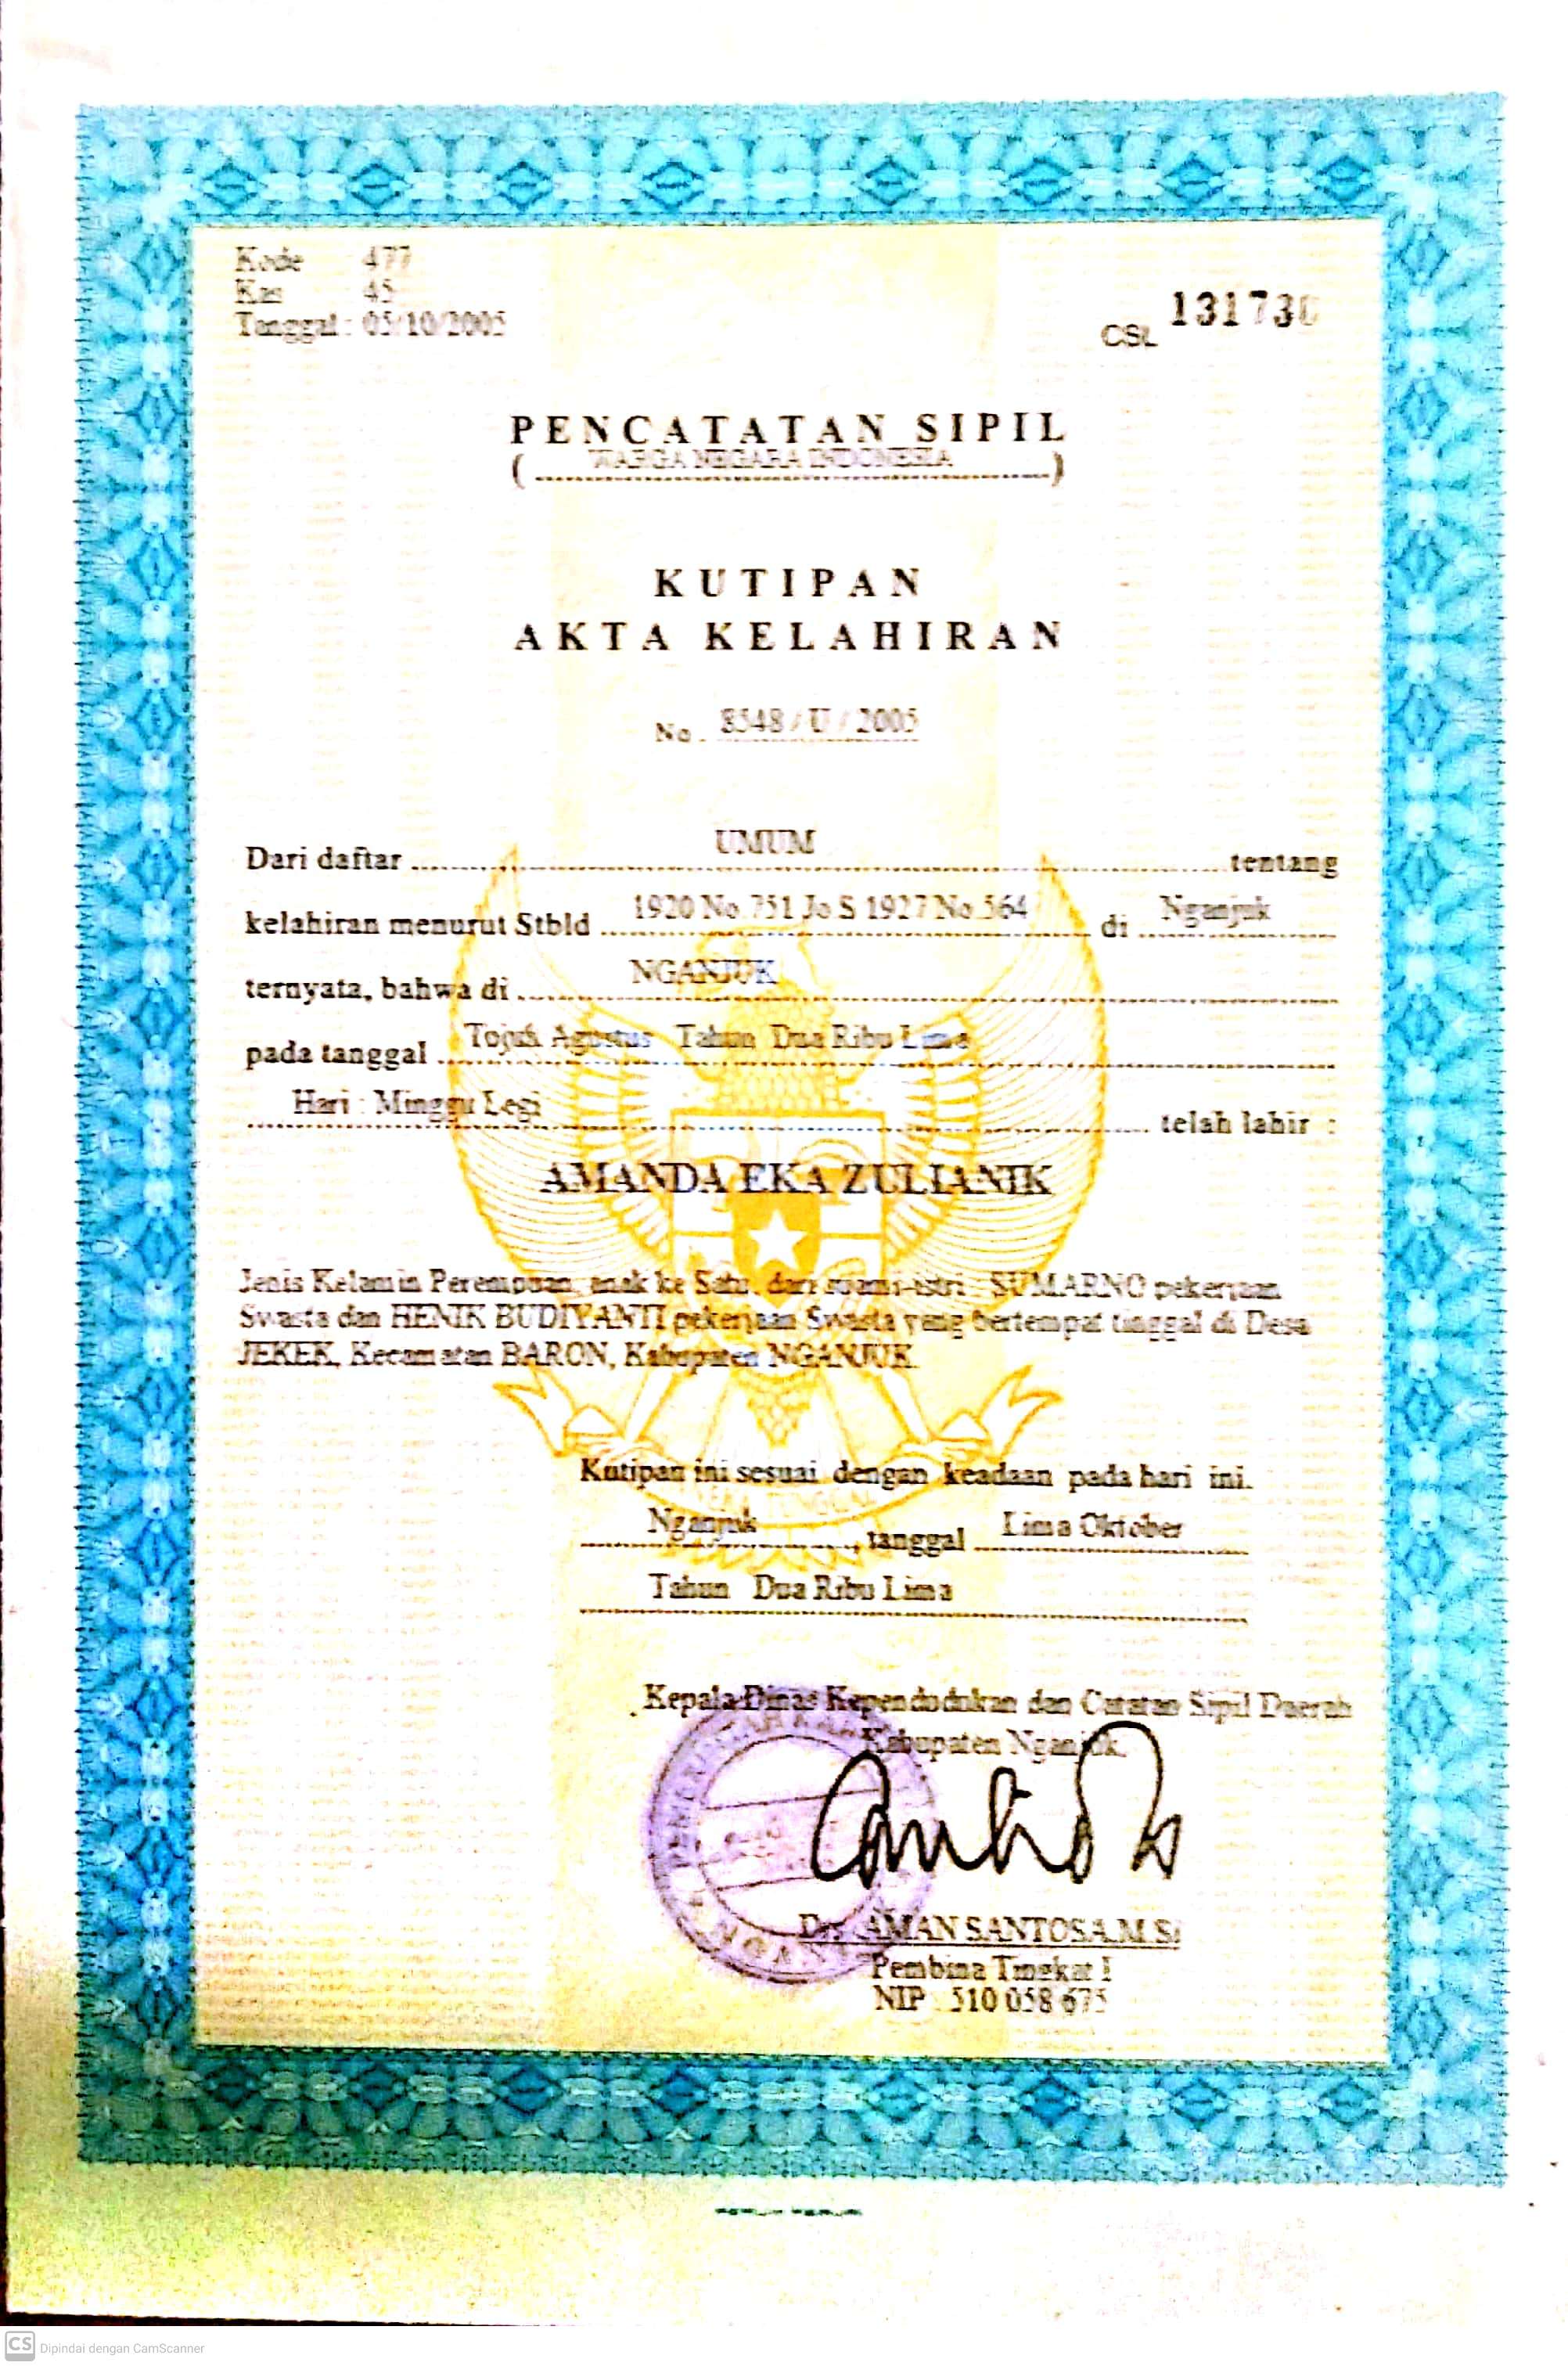 Kode 477
Kas 45
Tanggal : 05/10/2005
CSL 131730
PENCATATAN SIPIL
( WARGA NEGARA INDONESIA )
KUTIPAN
AKTA KELAHIRAN
No. 8548 / U / 2005
Dari daftar UMUM tentang
kelahiran menurut Stbld 1920 No.751 Jo S 1927 No.564 di Nganjuk
ternyata, bahwa di NGANJUK
pada tanggal Tujuh Agustus Tahun Dua Ribu Lima
Hari : Minggu Legi telah lahir :
AMANDA EKA ZULIANIK
Jenis Kelamin Perempuan, anak ke Satu, dari suami-istri : SUMARNO pekerjaan
Swasta dan HENIK BUDIYANTI pekerjaan Swasta yang bertempat tinggal di Desa
JEKEK, Kecamatan BARON, Kabupaten NGANJUK.
Kutipan ini sesuai dengan keadaan pada hari ini.
Nganjuk, tanggal Lima Oktober
Tahun Dua Ribu Lima
Kepala Dinas Kependudukan dan Catatan Sipil Daerah
Kabupaten Nganjuk
Drs. AMAN SANTOSA.M.Si
Pembina Tingkat I
NIP : 510 058 675
CS Dipindai dengan CamScanner